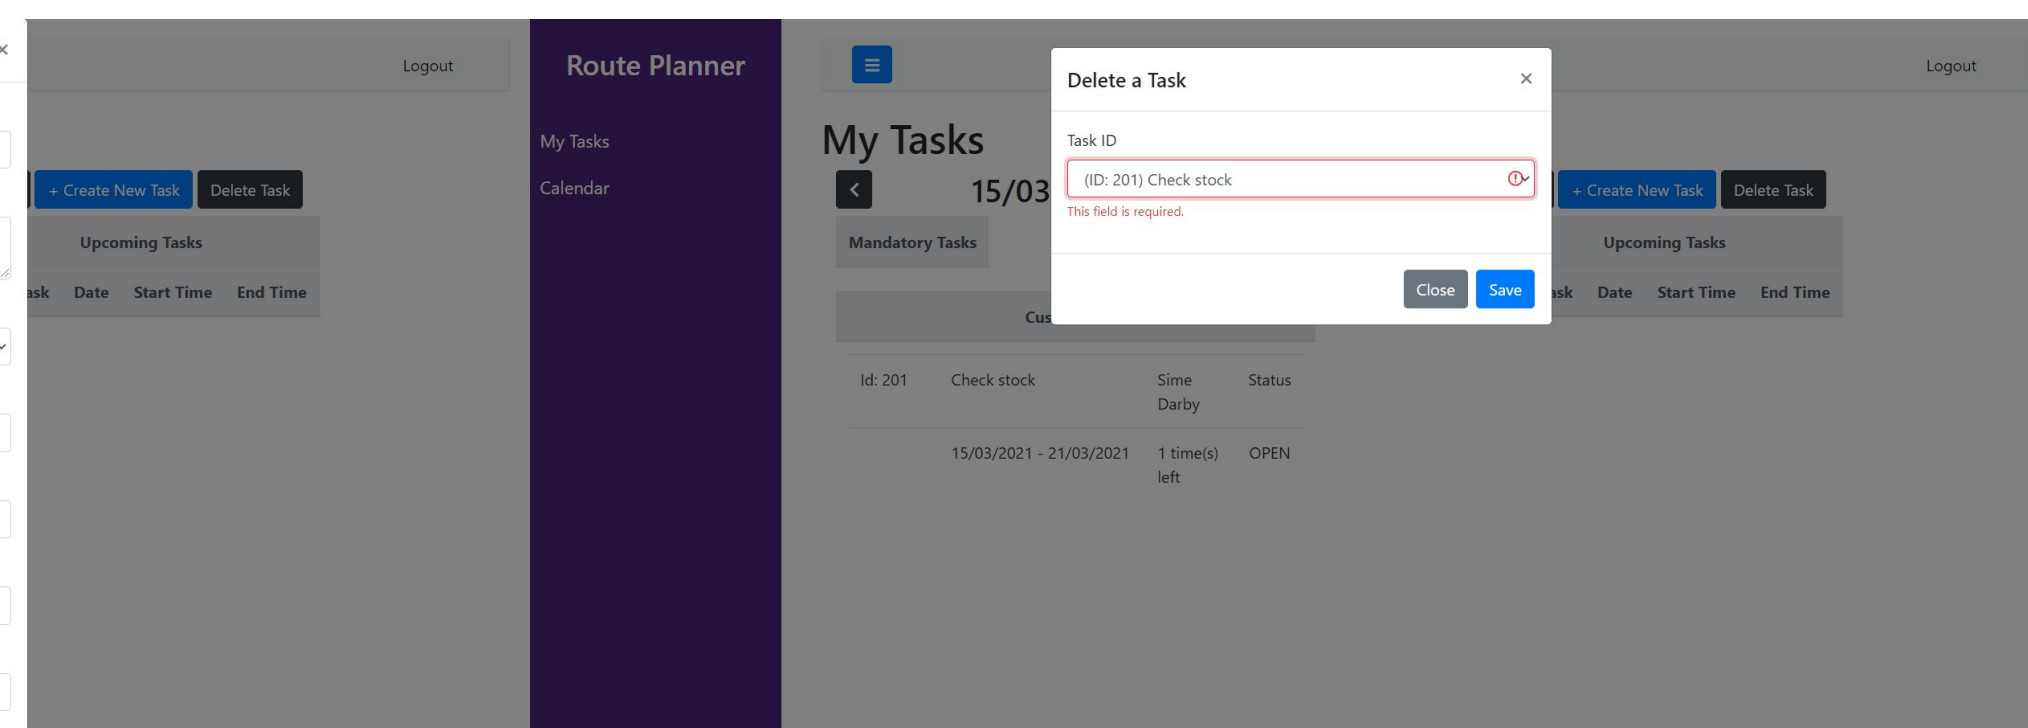 ×
Logout
+ Create New Task
Delete Task
Upcoming Tasks
ask Date Start Time End Time
Route Planner
My Tasks
Calendar
Logout
My Tasks
15/03
+ Create New Task
Delete Task
Mandatory Tasks
Upcoming Tasks
ask Date Start Time End Time
Cus
Delete a Task
×
Task ID
(ID: 201) Check stock
This field is required.
Close
Save
Id: 201 Check stock Sime Status
Darby
15/03/2021 - 21/03/2021 1 time(s) OPEN
left